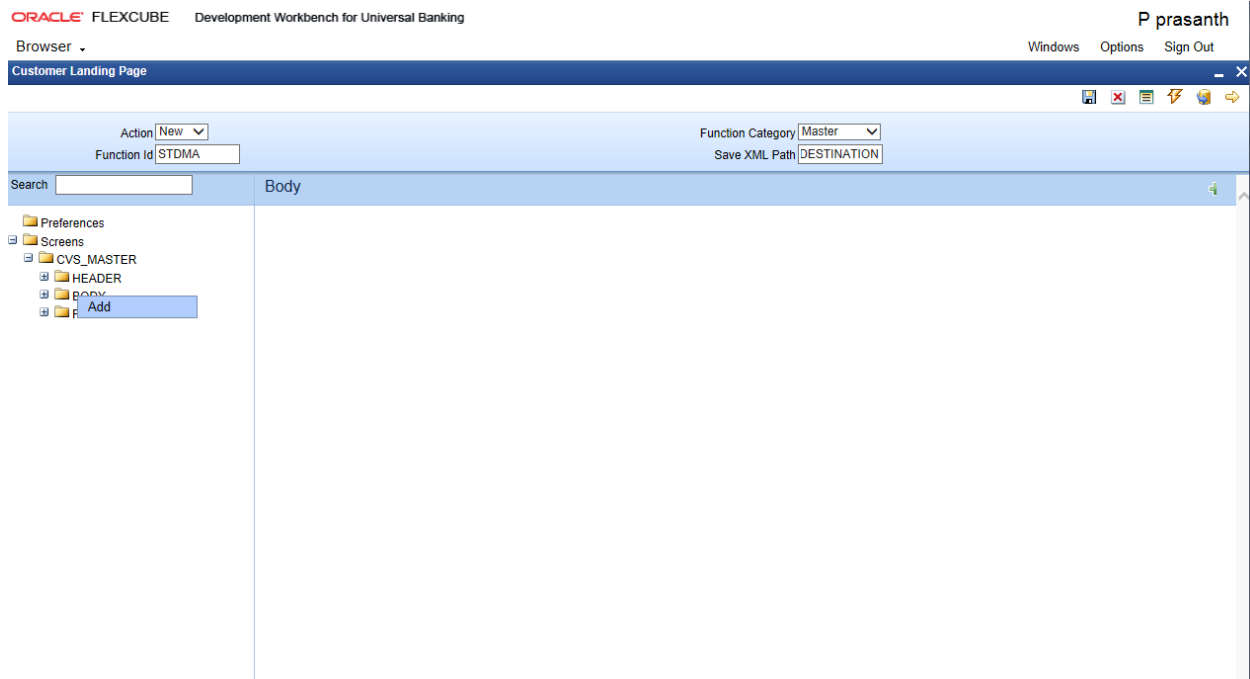 ORACLE FLEXCUBE Development Workbench for Universal Banking P prasanth
Browser Windows Options Sign Out
Customer Landing Page
Action New Function Category Master
Function Id STDMA Save XML Path DESTINATION
Search Body
Preferences
Screens
CVS_MASTER
HEADER
BODY
Add